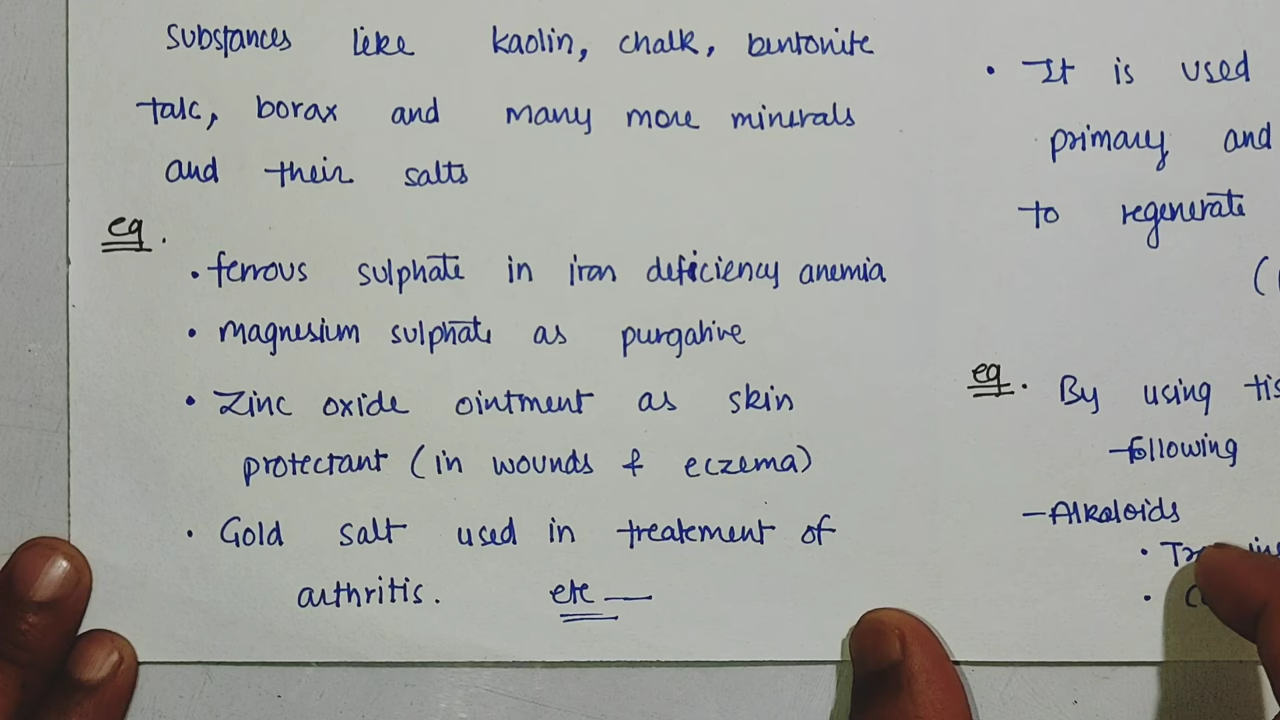 substances like kaolin, chalk, bentonite
talc, borax and many more minerals
and their salts
eg.
• ferrous sulphate in iron deficiency anemia
• magnesium sulphate as purgative
• Zinc oxide ointment as skin
protectant (in wounds & eczema)
• Gold salt used in treatement of
arthritis. etc —
• It is used
primary and
to regenerate
(
eg. By using
following
- Alkaloids